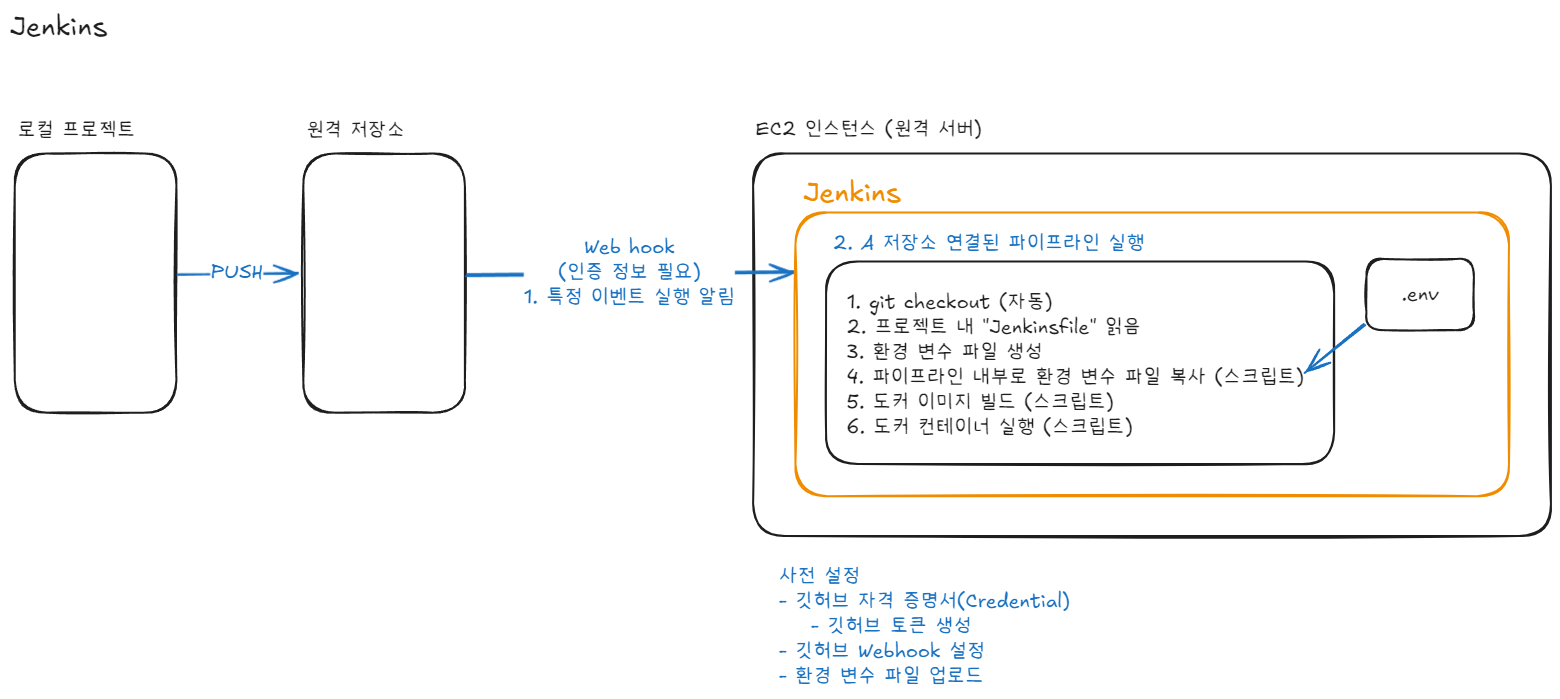 Jenkins
로컬 프로젝트
원격 저장소
EC2 인스턴스 (원격 서버)
Jenkins
2. A 저장소 연결된 파이프라인 실행
PUSH
Web hook
(인증 정보 필요)
1. 특정 이벤트 실행 알림
1. git checkout (자동)
2. 프로젝트 내 "Jenkinsfile" 읽음
3. 환경 변수 파일 생성
4. 파이프라인 내부로 환경 변수 파일 복사 (스크립트)
5. 도커 이미지 빌드 (스크립트)
6. 도커 컨테이너 실행 (스크립트)
.env
사전 설정
- 깃허브 자격 증명서(Credential)
- 깃허브 토큰 생성
- 깃허브 Webhook 설정
- 환경 변수 파일 업로드